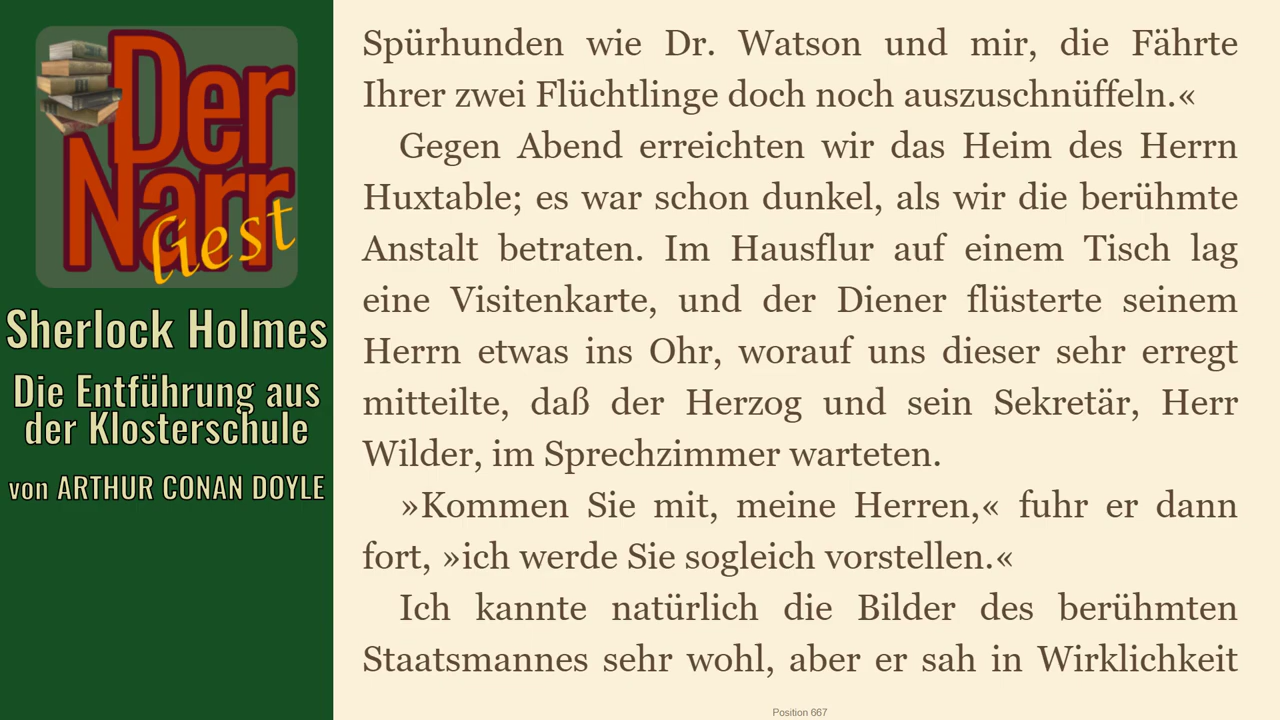 Der
Narr
liest
Sherlock Holmes
Die Entführung aus
der Klosterschule
von ARTHUR CONAN DOYLE
Spürhunden wie Dr. Watson und mir, die Fährte
Ihrer zwei Flüchtlinge doch noch auszuschnüffeln.«
Gegen Abend erreichten wir das Heim des Herrn
Huxtable; es war schon dunkel, als wir die berühmte
Anstalt betraten. Im Hausflur auf einem Tisch lag
eine Visitenkarte, und der Diener flüsterte seinem
Herrn etwas ins Ohr, worauf uns dieser sehr erregt
mitteilte, daß der Herzog und sein Sekretär, Herr
Wilder, im Sprechzimmer warteten.
»Kommen Sie mit, meine Herren,« fuhr er dann
fort, »ich werde Sie sogleich vorstellen.«
Ich kannte natürlich die Bilder des berühmten
Staatsmannes sehr wohl, aber er sah in Wirklichkeit
Position 667